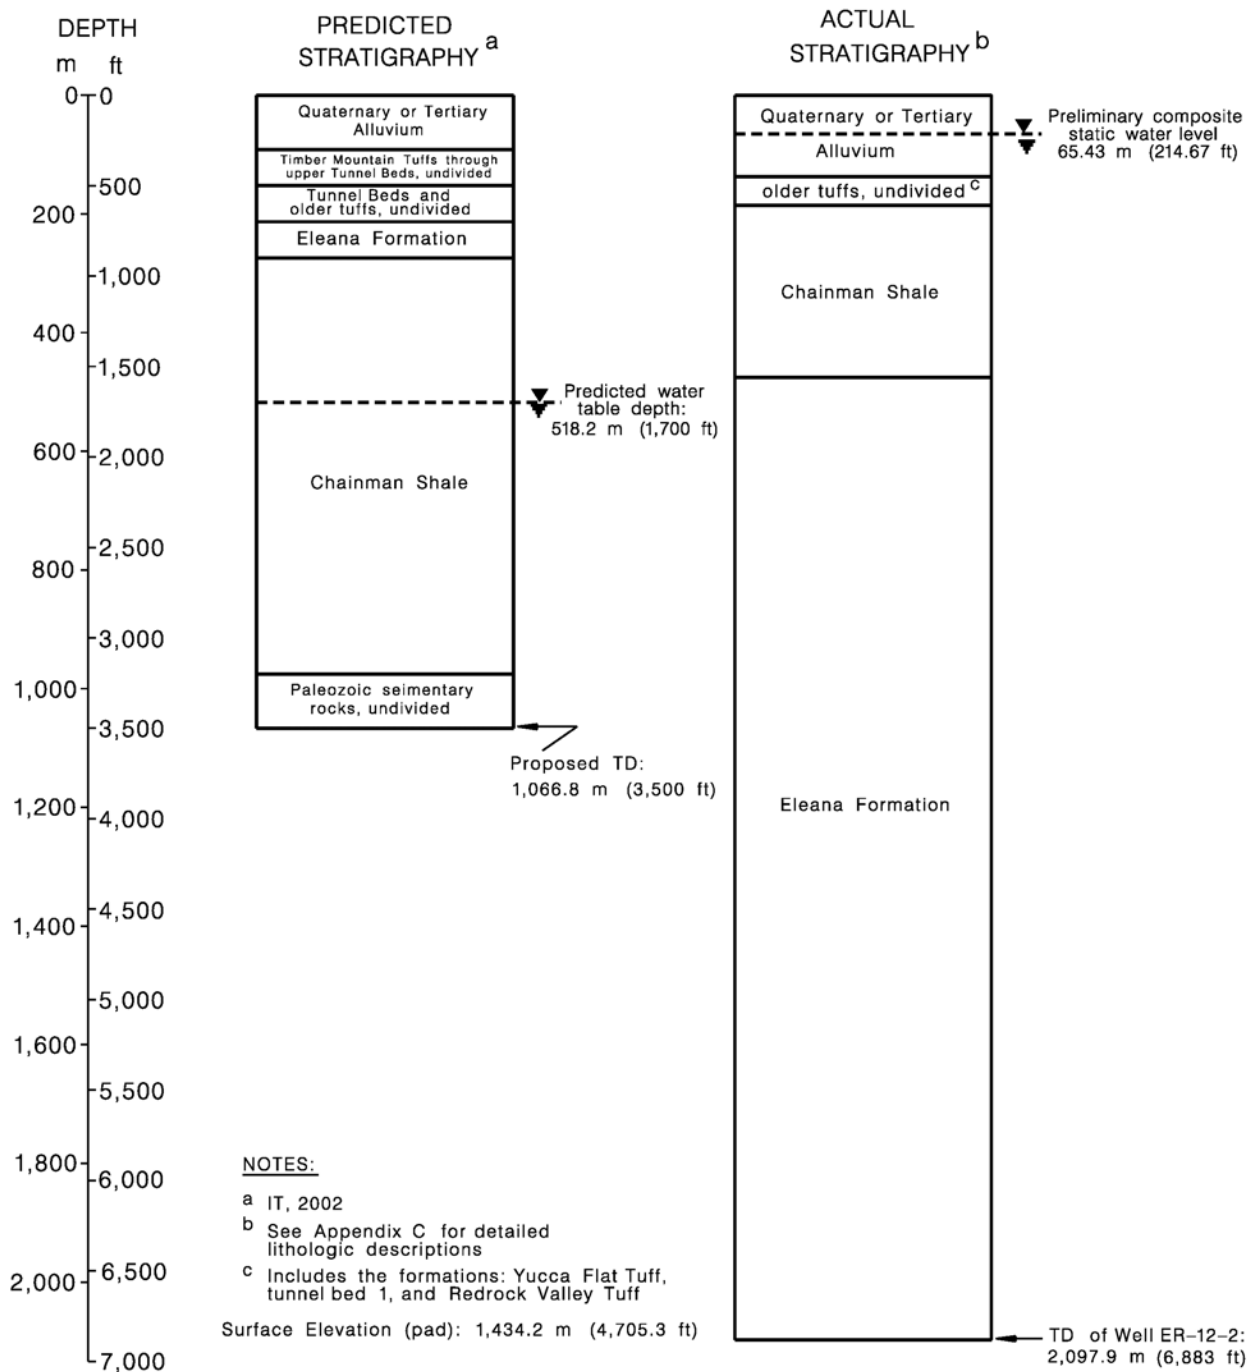 DEPTH
m ft
PREDICTED
STRATIGRAPHY a
ACTUAL
STRATIGRAPHY b
0 0
500
200
1,000
400
1,500
600
2,000
2,500
800
3,000
1,000
3,500
1,200
4,000
4,500
1,400
5,000
1,600
5,500
1,800
6,000
6,500
2,000
7,000
Quaternary or Tertiary
Alluvium
Timber Mountain Tuffs through
upper Tunnel Beds, undivided
Tunnel Beds and
older tuffs, undivided
Eleana Formation
Predicted water
table depth:
518.2 m (1,700 ft)
Chainman Shale
Paleozoic seimentary
rocks, undivided
Proposed TD:
1,066.8 m (3,500 ft)
Quaternary or Tertiary
Alluvium
Preliminary composite
static water level
65.43 m (214.67 ft)
older tuffs, undivided c
Chainman Shale
Eleana Formation
TD of Well ER-12-2:
2,097.9 m (6,883 ft)
NOTES:
a IT, 2002
b See Appendix C for detailed
lithologic descriptions
c Includes the formations: Yucca Flat Tuff,
tunnel bed 1, and Redrock Valley Tuff
Surface Elevation (pad): 1,434.2 m (4,705.3 ft)